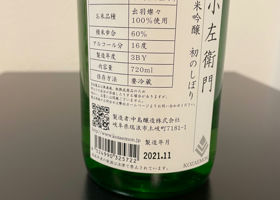 小左衛門
米吟醸 初のしぼり
お米品種 出羽燦々 100%使用
精米歩合 60%
アルコール分 16度
製造年度 3BY
内容量 720ml
保存方法 要冷蔵
製造者:中島醸造株式会社
岐阜県瑞浪市土岐町7181-1
製造年月
2021.11
KOZAEMON